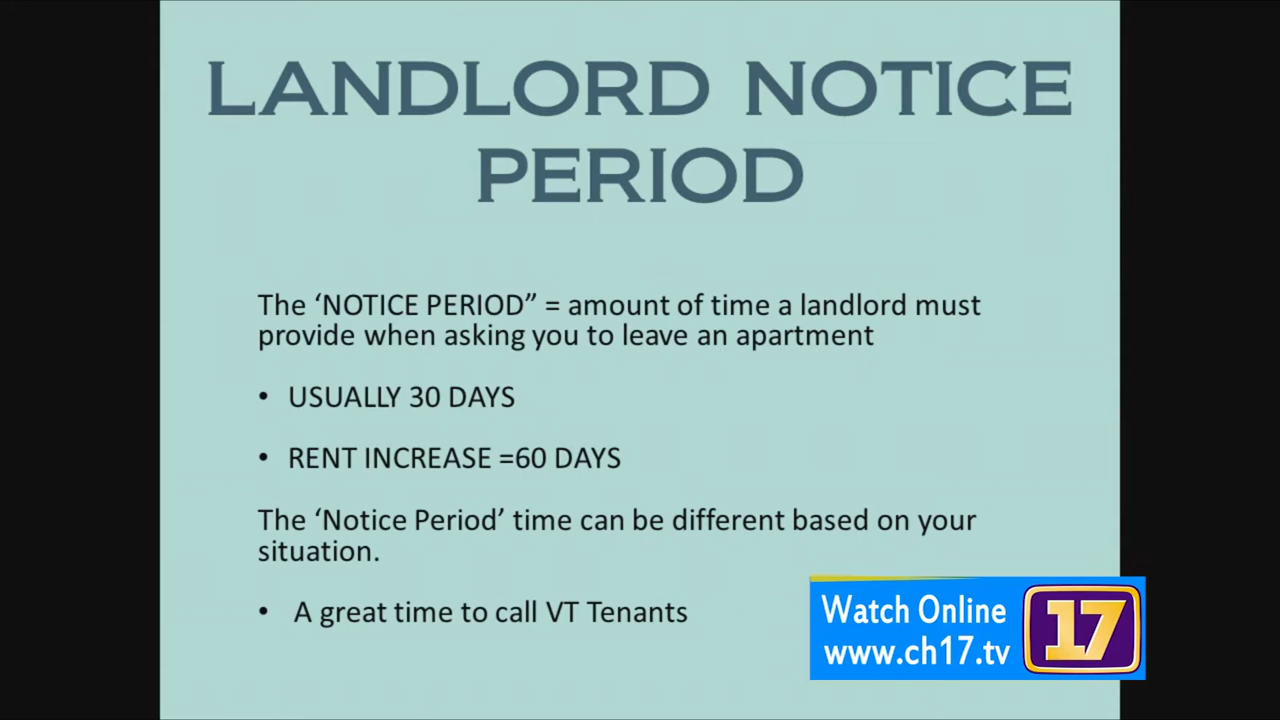 LANDLORD NOTICE
PERIOD
The ‘NOTICE PERIOD” = amount of time a landlord must
provide when asking you to leave an apartment
• USUALLY 30 DAYS
• RENT INCREASE =60 DAYS
The ‘Notice Period’ time can be different based on your
situation.
• A great time to call VT Tenants
Watch Online
www.ch17.tv
17